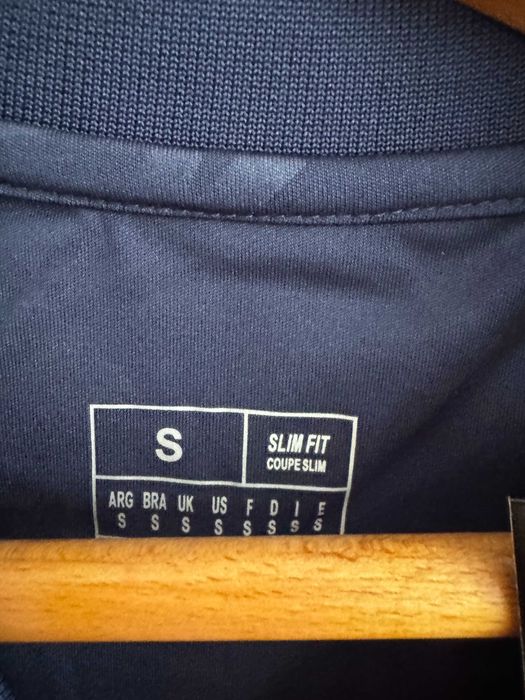 S
SLIM FIT
COUPE SLIM
ARG BRA UK US F D I E
S S S S S S S S